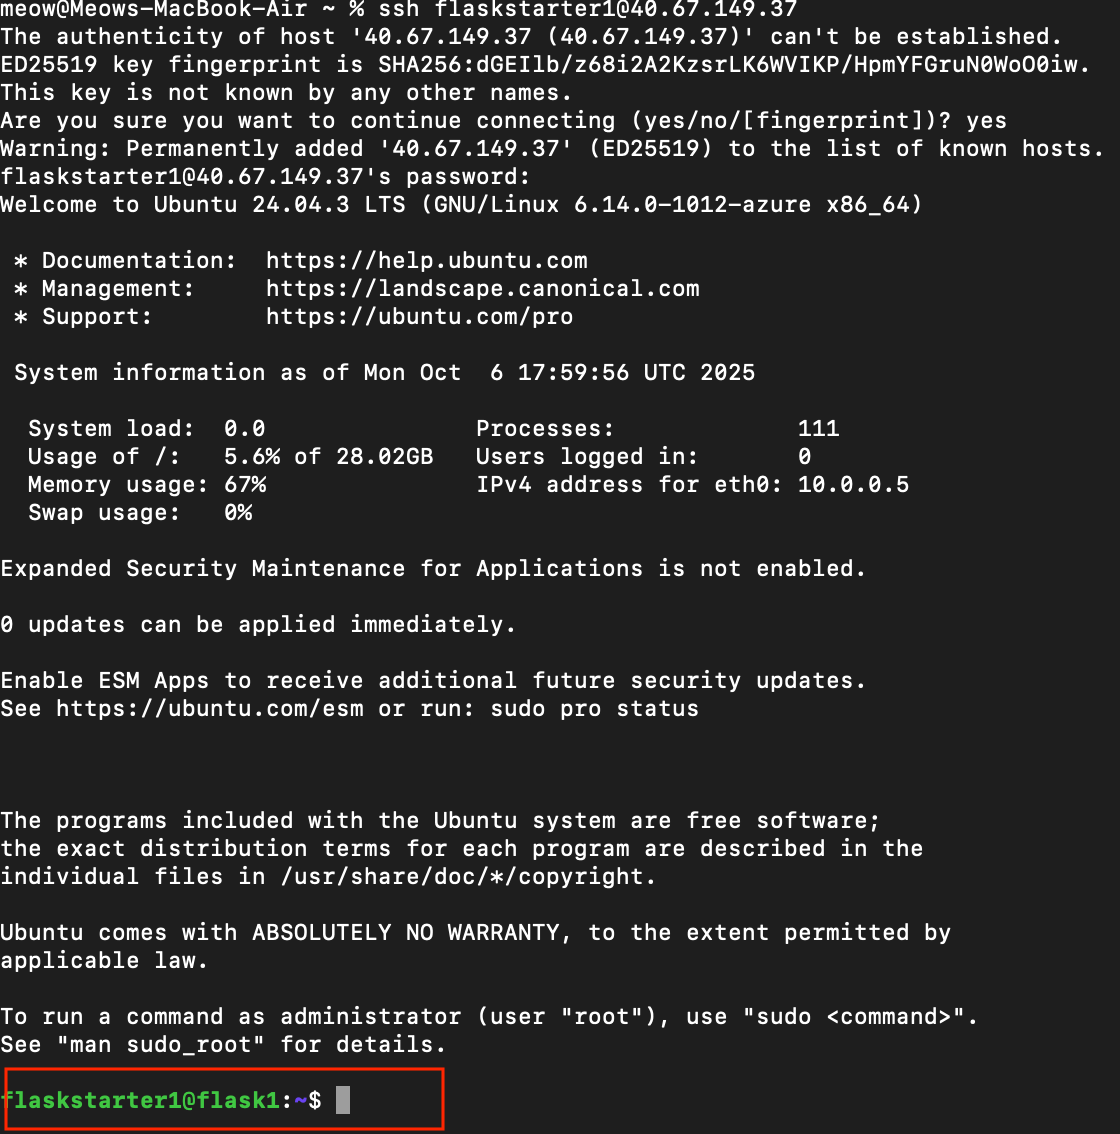 meow@Meows-MacBook-Air ~ % ssh flaskstarter1@40.67.149.37
The authenticity of host '40.67.149.37 (40.67.149.37)' can't be established.
ED25519 key fingerprint is SHA256:dGEIlb/z68i2A2KzsrLK6WVIKP/HpmYFGruN0WoO0iw.
This key is not known by any other names.
Are you sure you want to continue connecting (yes/no/[fingerprint])? yes
Warning: Permanently added '40.67.149.37' (ED25519) to the list of known hosts.
flaskstarter1@40.67.149.37's password:
Welcome to Ubuntu 24.04.3 LTS (GNU/Linux 6.14.0-1012-azure x86_64)
* Documentation:  https://help.ubuntu.com
* Management:     https://landscape.canonical.com
* Support:        https://ubuntu.com/pro
System information as of Mon Oct  6 17:59:56 UTC 2025
System load:  0.0               Processes:             111
Usage of /:   5.6% of 28.02GB   Users logged in:       0
Memory usage: 67%               IPv4 address for eth0: 10.0.0.5
Swap usage:   0%
Expanded Security Maintenance for Applications is not enabled.
0 updates can be applied immediately.
Enable ESM Apps to receive additional future security updates.
See https://ubuntu.com/esm or run: sudo pro status
The programs included with the Ubuntu system are free software;
the exact distribution terms for each program are described in the
individual files in /usr/share/doc/*/copyright.
Ubuntu comes with ABSOLUTELY NO WARRANTY, to the extent permitted by
applicable law.
To run a command as administrator (user "root"), use "sudo <command>".
See "man sudo_root" for details.
flaskstarter1@flask1:~$